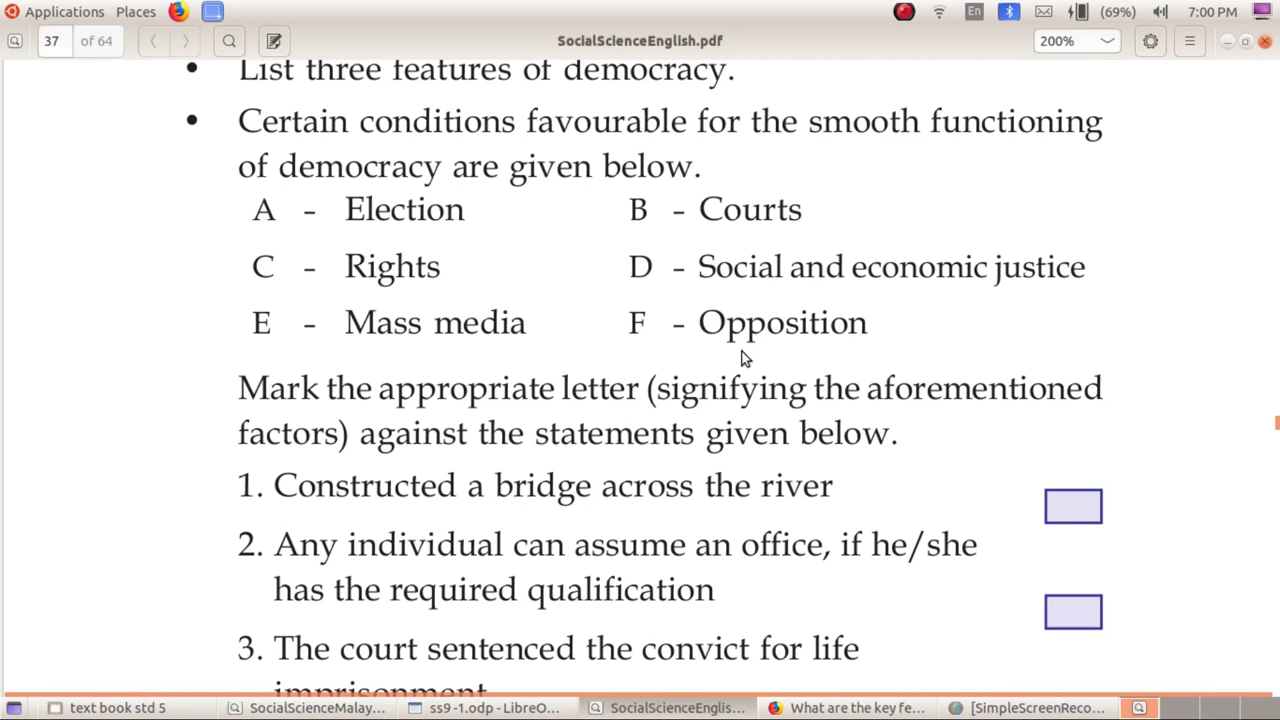 Applications Places En (69%) 7:00 PM
37 of 64 SocialScienceEnglish.pdf 200%
• List three features of democracy.
• Certain conditions favourable for the smooth functioning
of democracy are given below.
A - Election B - Courts
C - Rights D - Social and economic justice
E - Mass media F - Opposition
Mark the appropriate letter (signifying the aforementioned
factors) against the statements given below.
1. Constructed a bridge across the river
2. Any individual can assume an office, if he/she
has the required qualification
3. The court sentenced the convict for life
imprisonment
text book std 5 SocialScienceMalay... ss9 -1.odp - LibreO... SocialScienceEnglis... What are the key fe... [SimpleScreenReco...